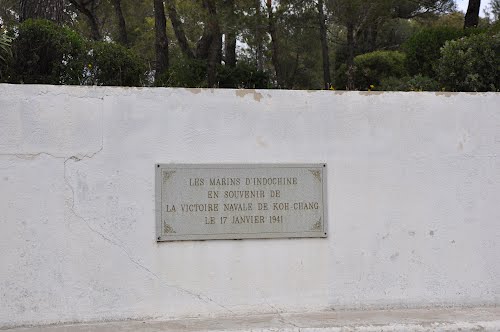 LES MARINS D'INDOCHINE
EN SOUVENIR DE
LA VICTOIRE NAVALE DE KOH-CHANG
LE 17 JANVIER 1941